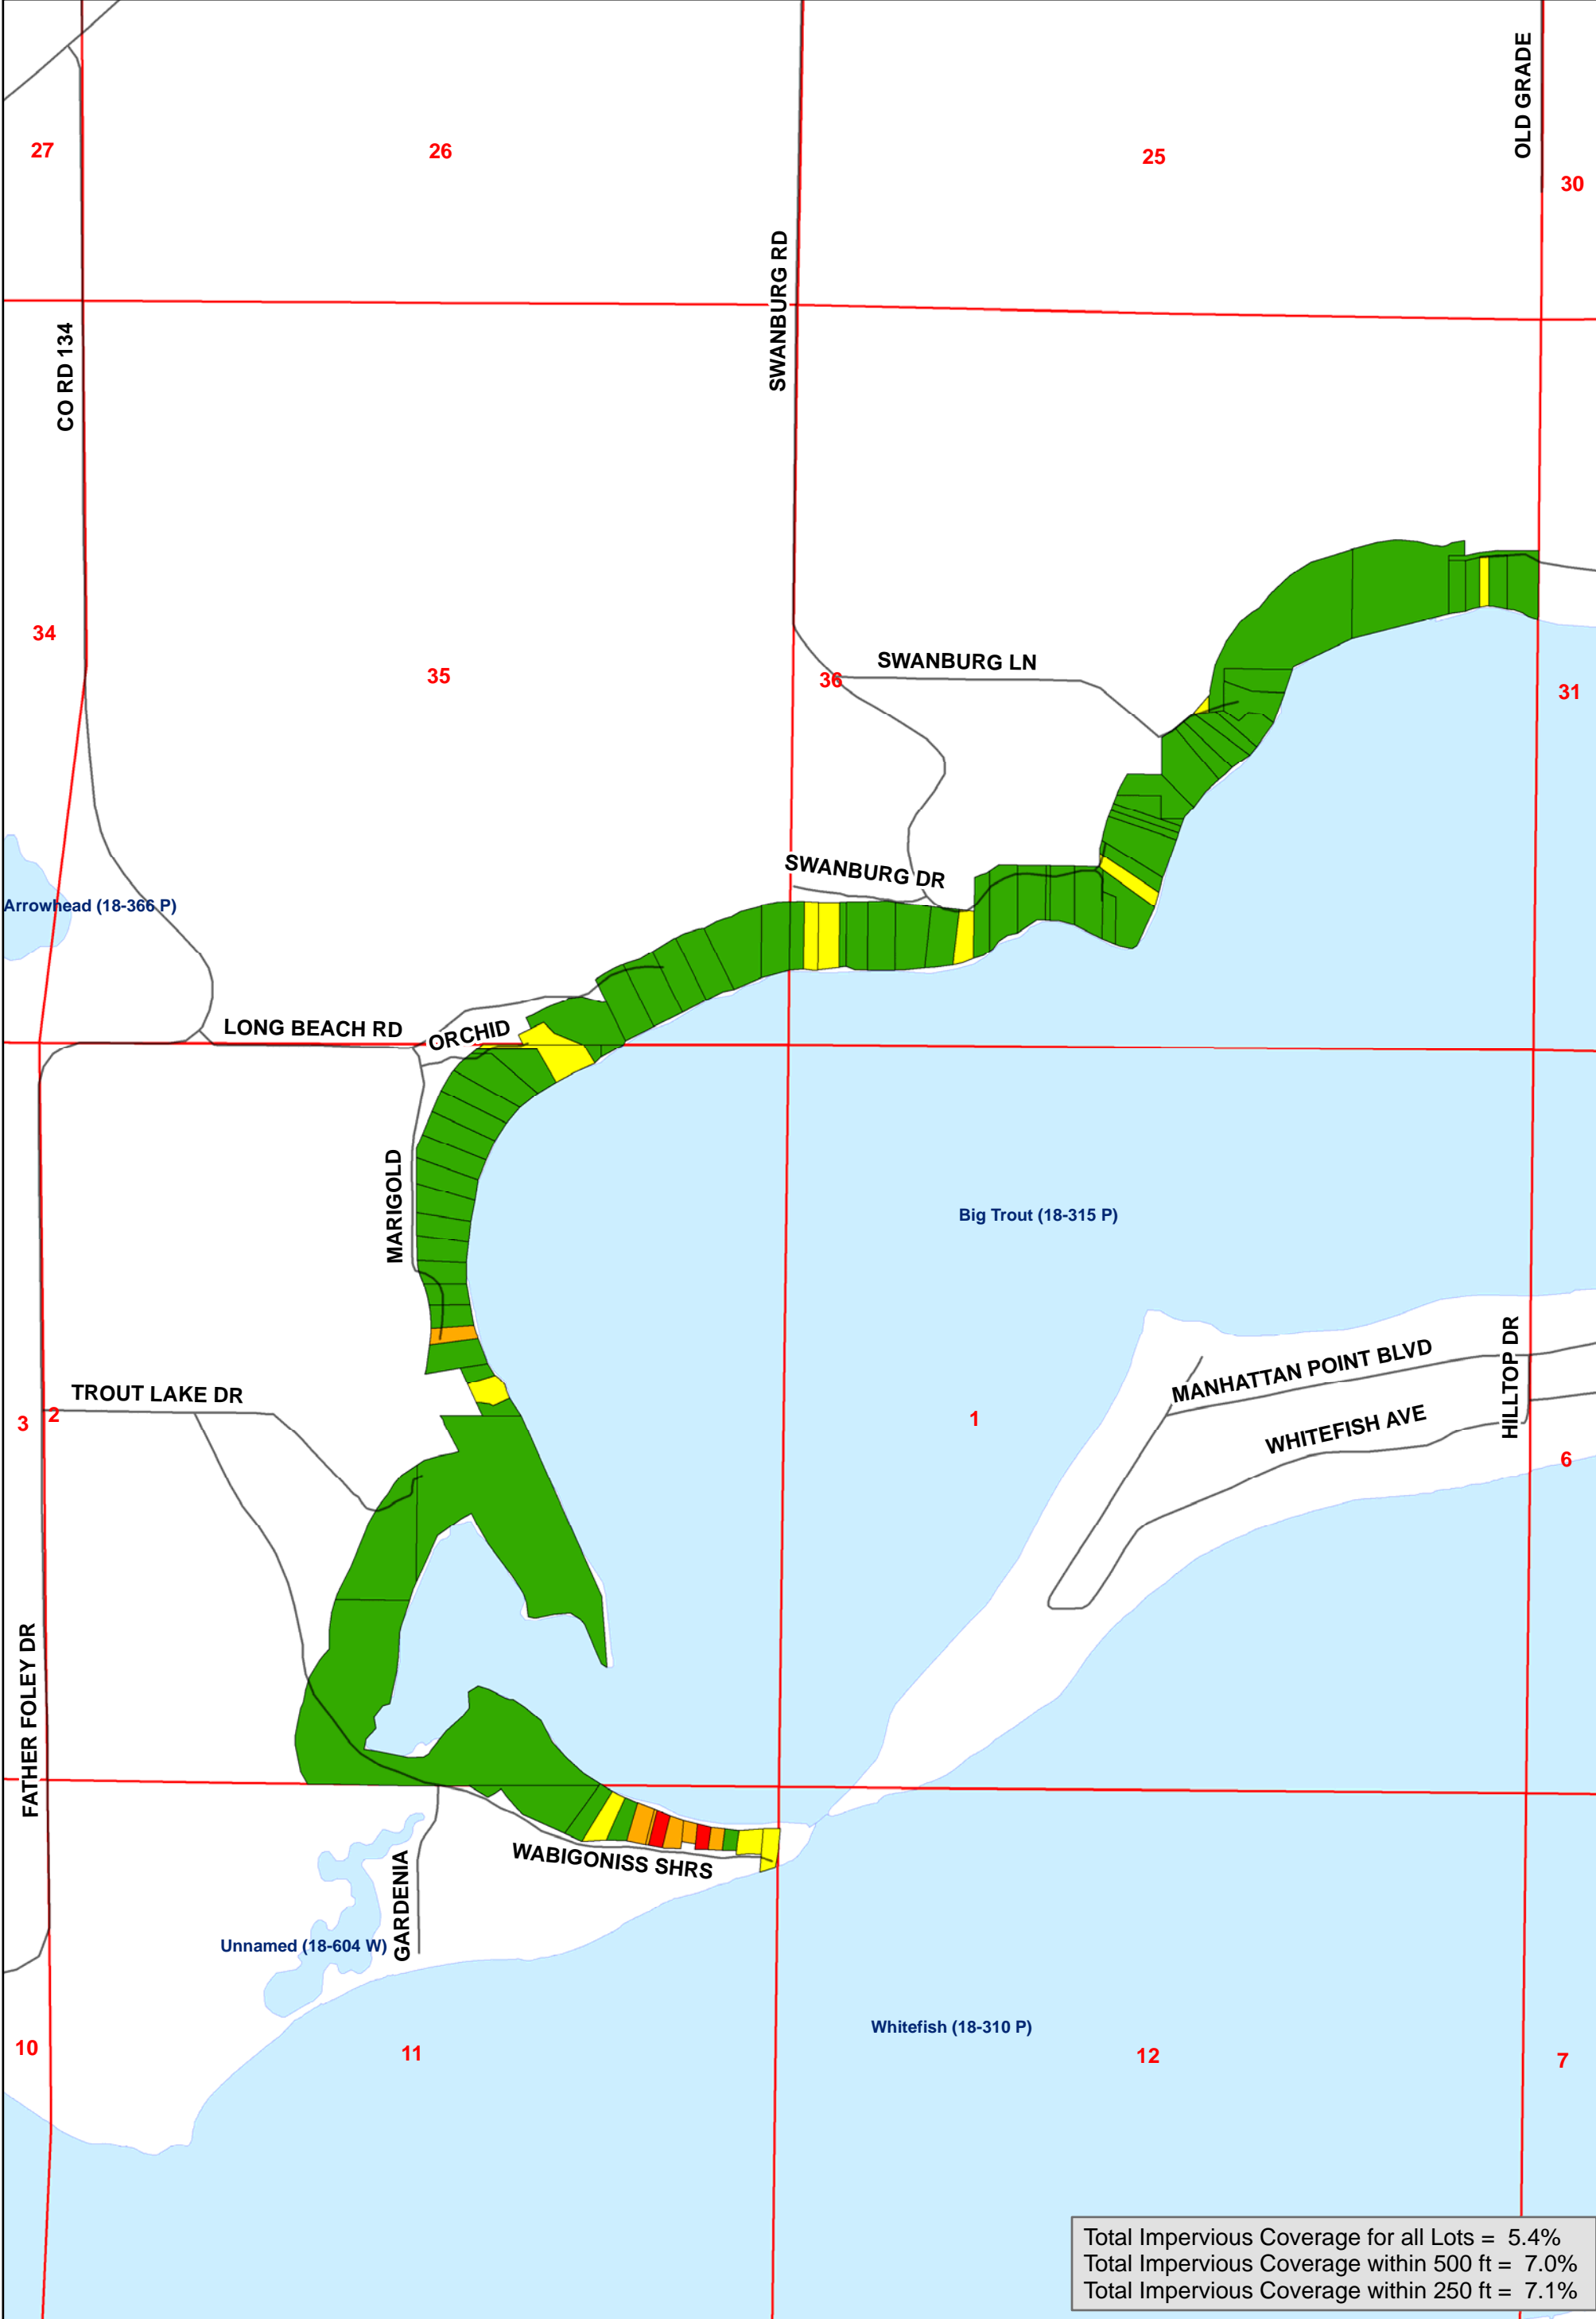 OLD GRADE
27
26
25
30
SWANBURG RD
CO RD 134
34
35
36
SWANBURG LN
31
SWANBURG DR
Arrowhead (18-366 P)
LONG BEACH RD
ORCHID
MARIGOLD
Big Trout (18-315 P)
MANHATTAN POINT BLVD
HILLTOP DR
TROUT LAKE DR
3
2
1
WHITEFISH AVE
6
FATHER FOLEY DR
WABIGONISS SHRS
GARDENIA
Unnamed (18-604 W)
Whitefish (18-310 P)
10
11
12
7
Total Impervious Coverage for all Lots = 5.4%
Total Impervious Coverage within 500 ft = 7.0%
Total Impervious Coverage within 250 ft = 7.1%